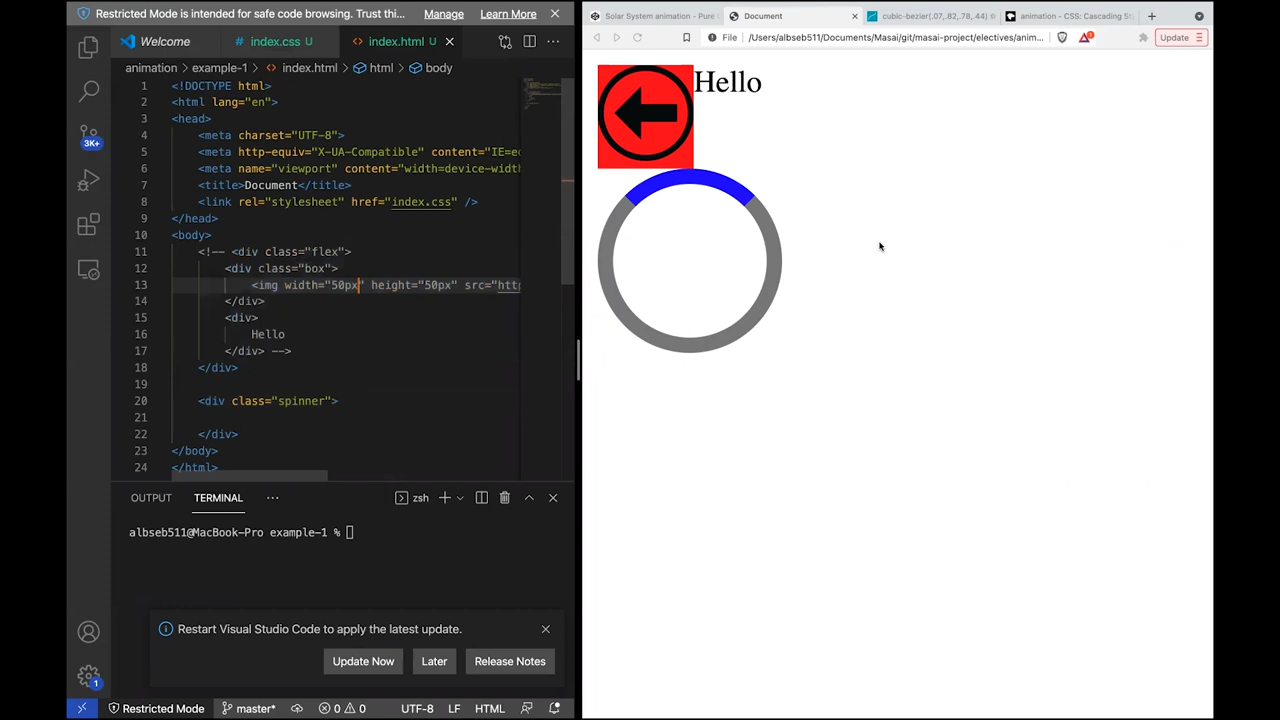 Restricted Mode is intended for safe code browsing. Trust thi... Manage Learn More
Welcome index.css U index.html U
animation > example-1 > index.html > html > body
1 <!DOCTYPE html>
2 <html lang="en">
3 <head>
4 <meta charset="UTF-8">
5 <meta http-equiv="X-UA-Compatible" content="IE=ed
6 <meta name="viewport" content="width=device-widt
7 <title>Document</title>
8 <link rel="stylesheet" href="index.css" />
9 </head>
10 <body>
11 <!-- <div class="flex">
12 <div class="box">
13 <img width="50px" height="50px" src="http
14 </div>
15 <div>
16 Hello
17 </div> -->
18 </div>
19
20 <div class="spinner">
21
22 </div>
23 </body>
24 </html>
3K+
OUTPUT TERMINAL ... zsh
albseb511@MacBook-Pro example-1 %
Restart Visual Studio Code to apply the latest update.
Update Now Later Release Notes
1
Restricted Mode master* 0 0 UTF-8 LF HTML
Solar System animation - Pure C Document cubic-bezier(.07,.82,.78,.44) animation - CSS: Cascading St
File /Users/albseb511/Documents/Masai/git/masai-project/electives/anim... 1 Update
Hello